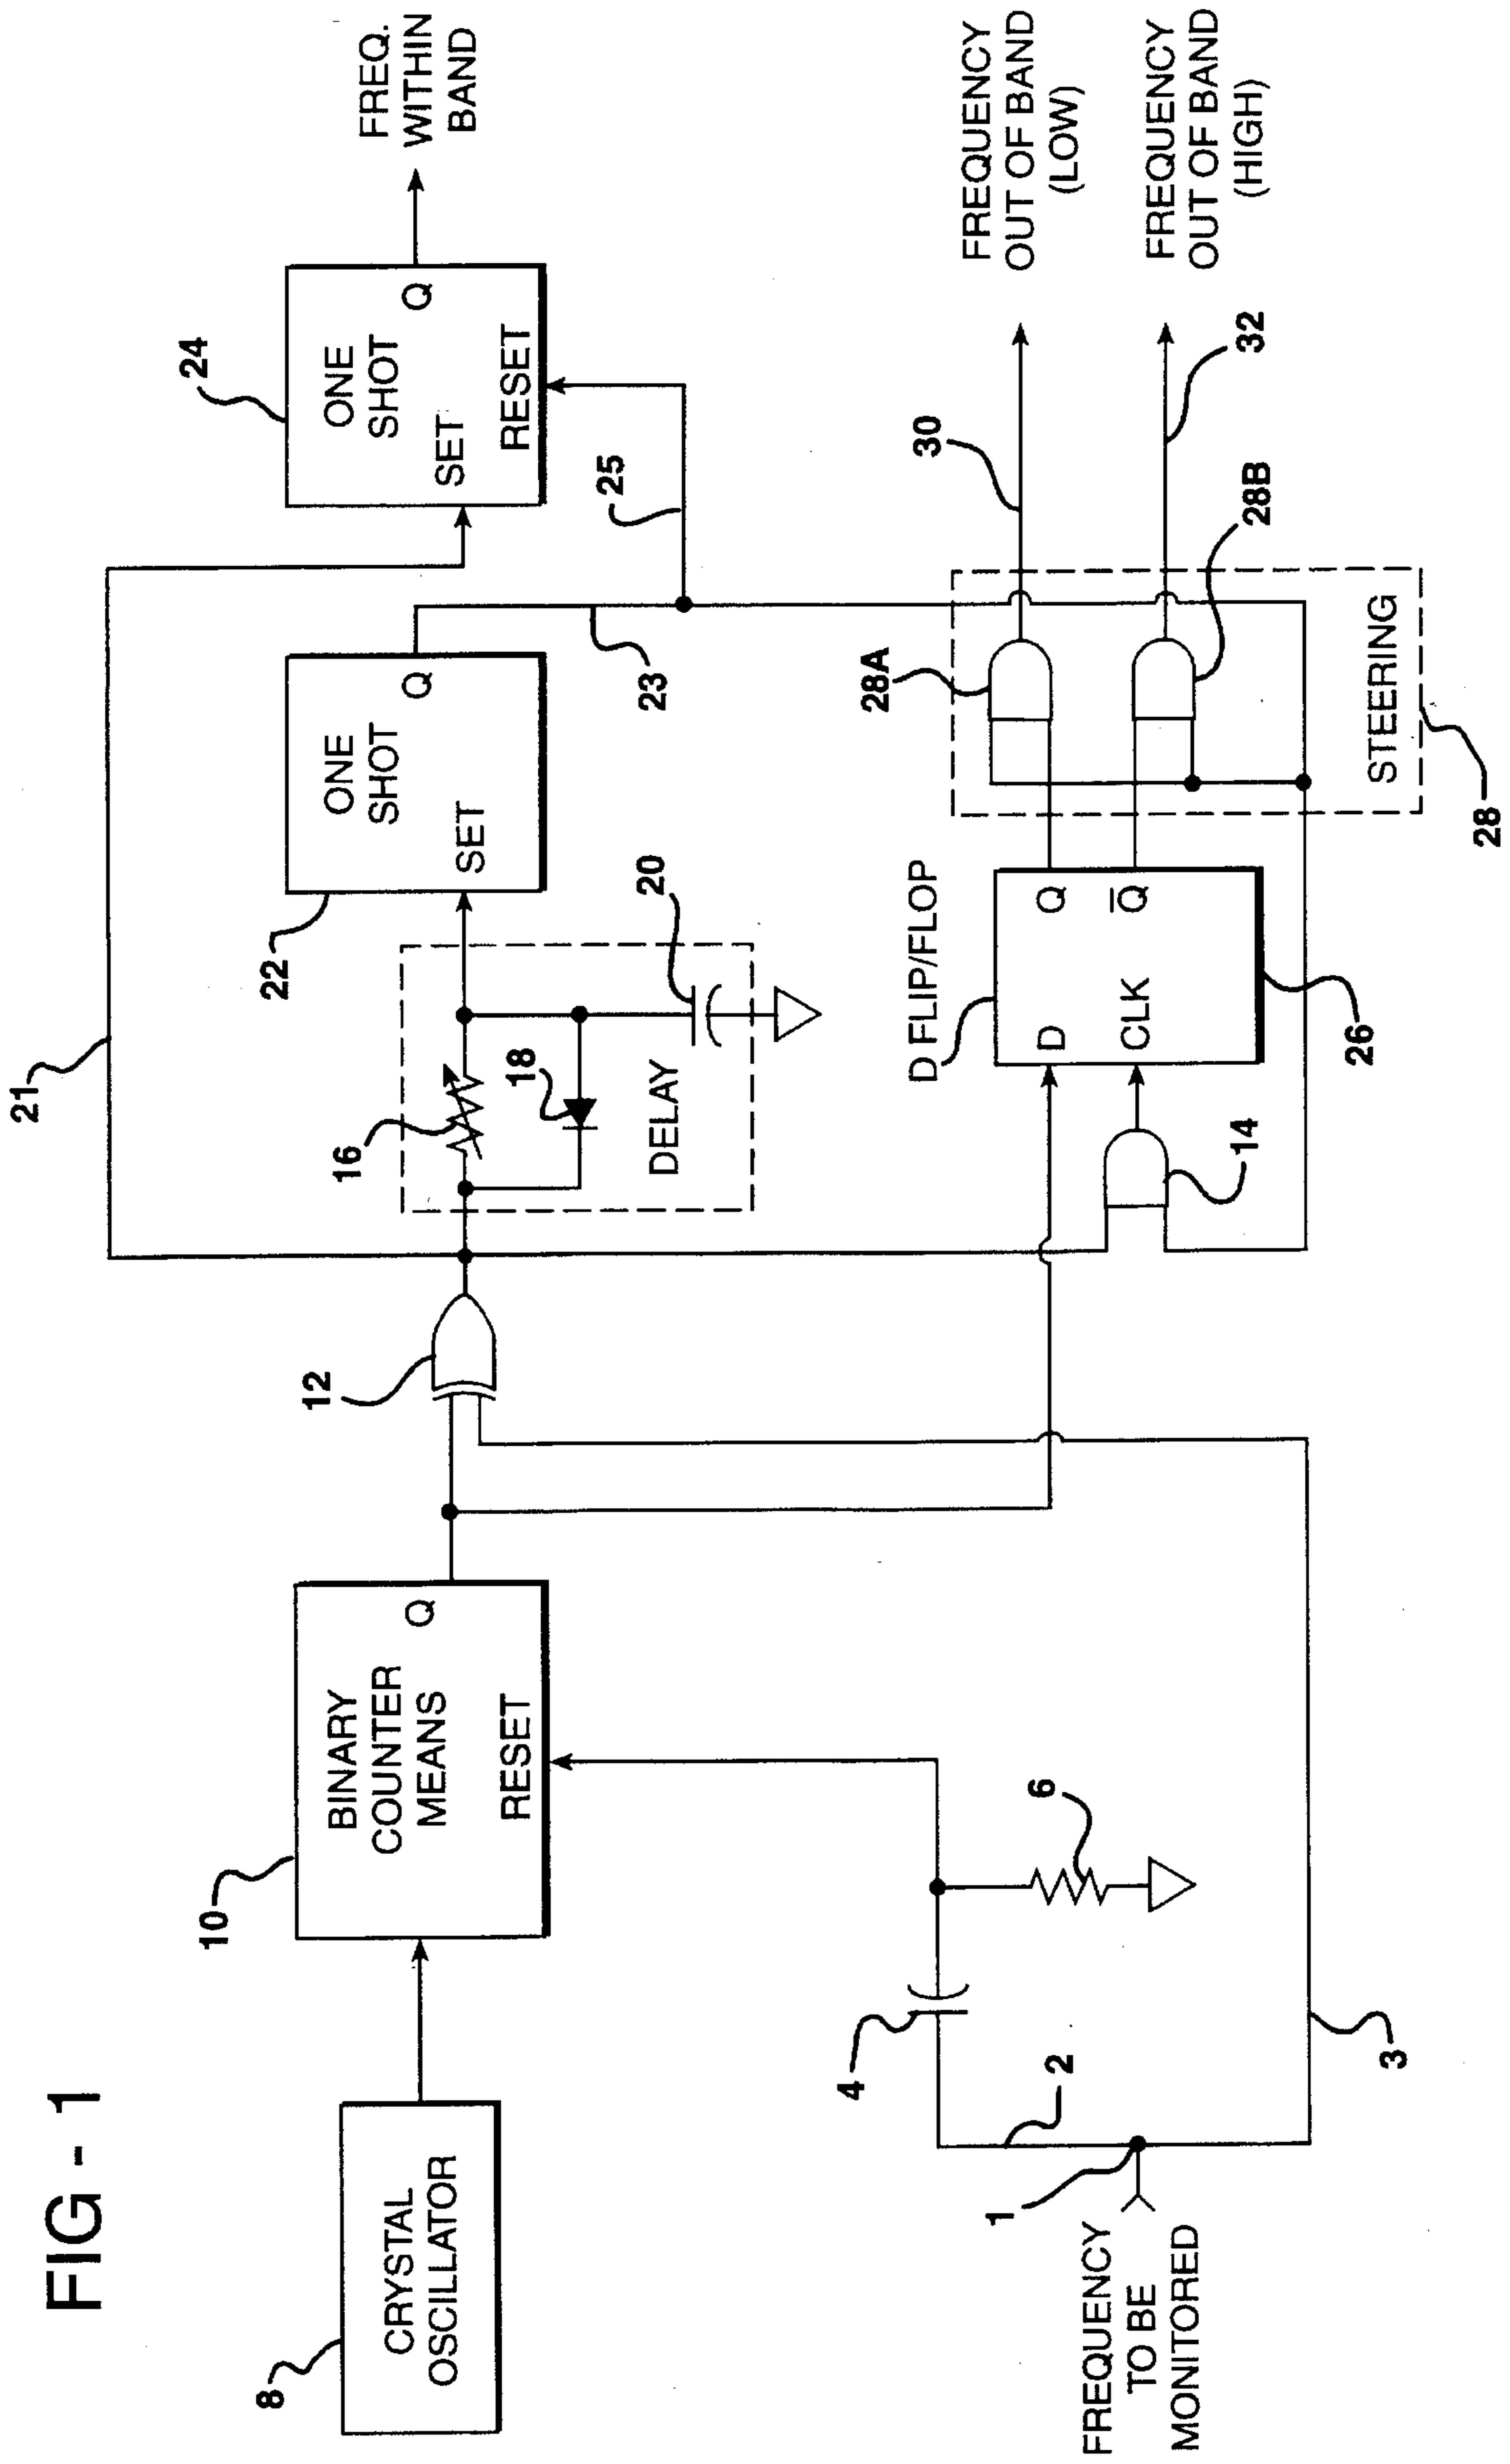 FIG - 1
8
CRYSTAL
OSCILLATOR
10
BINARY
COUNTER
MEANS
Q
RESET
12
21
16
18
DELAY
20
22
ONE
SHOT
SET
Q
23
24
ONE
SHOT
SET
Q
RESET
25
FREQ.
WITHIN
BAND
FREQUENCY
TO BE
MONITORED
1
2
3
4
6
14
D FLIP/FLOP
D
CLK
Q
Q̅
26
28A
28B
STEERING
28
30
32
FREQUENCY
OUT OF BAND
(LOW)
FREQUENCY
OUT OF BAND
(HIGH)